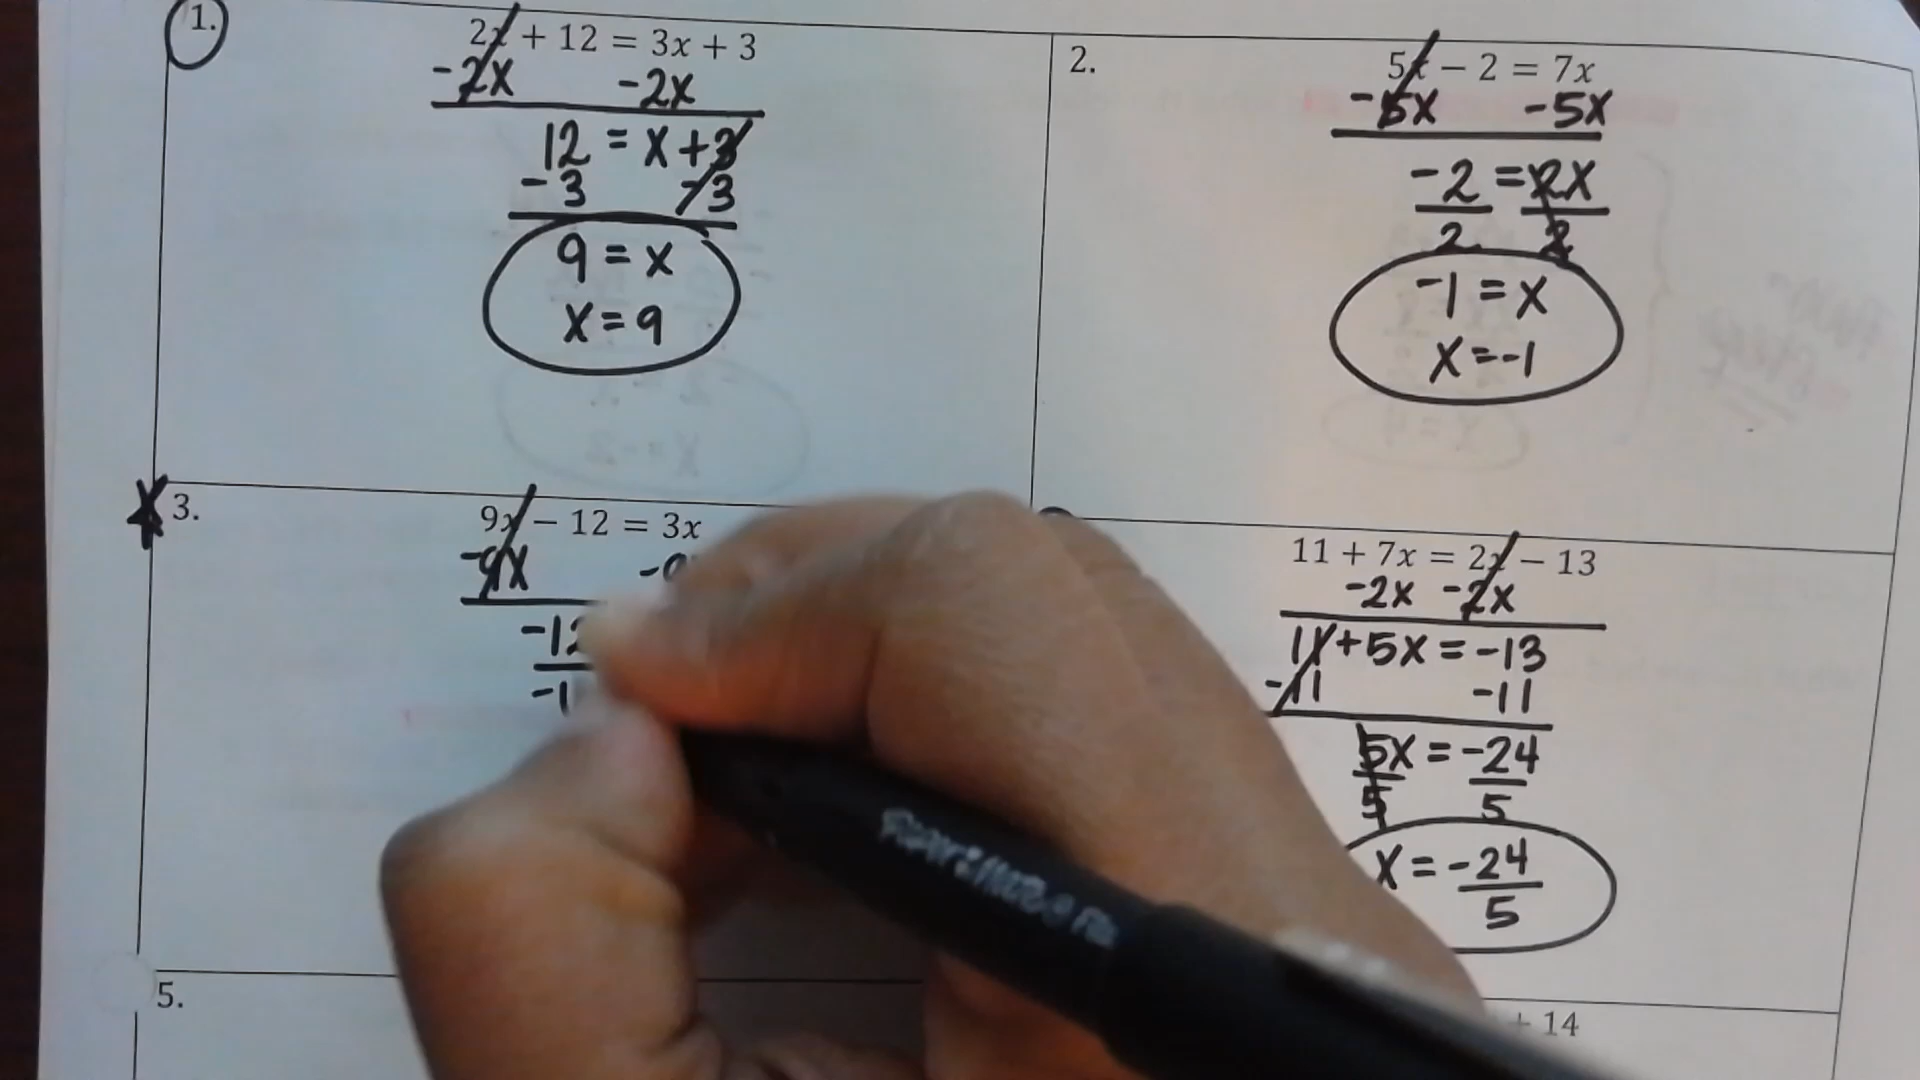 1.
2x + 12 = 3x + 3
-2x -2x
12 = x + 3
-3 -3
9 = x
x = 9
2.
5x − 2 = 7x
-5x -5x
-2 = 2x
2 2
-1 = x
x = -1
3.
9x − 12 = 3x
-9x
-12
-1
11 + 7x = 2x − 13
-2x -2x
11 + 5x = -13
-11 -11
5x = -24
5 5
x = -24
5
5.
+ 14